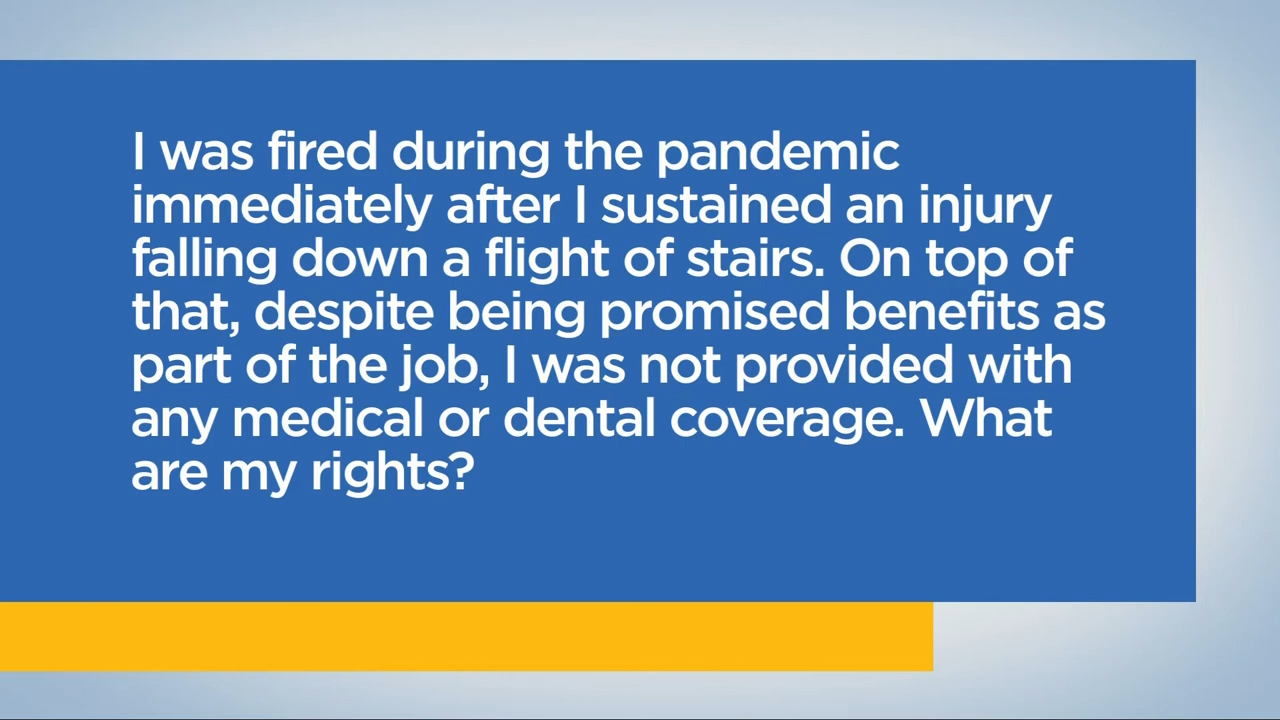 I was fired during the pandemic
immediately after I sustained an injury
falling down a flight of stairs. On top of
that, despite being promised benefits as
part of the job, I was not provided with
any medical or dental coverage. What
are my rights?